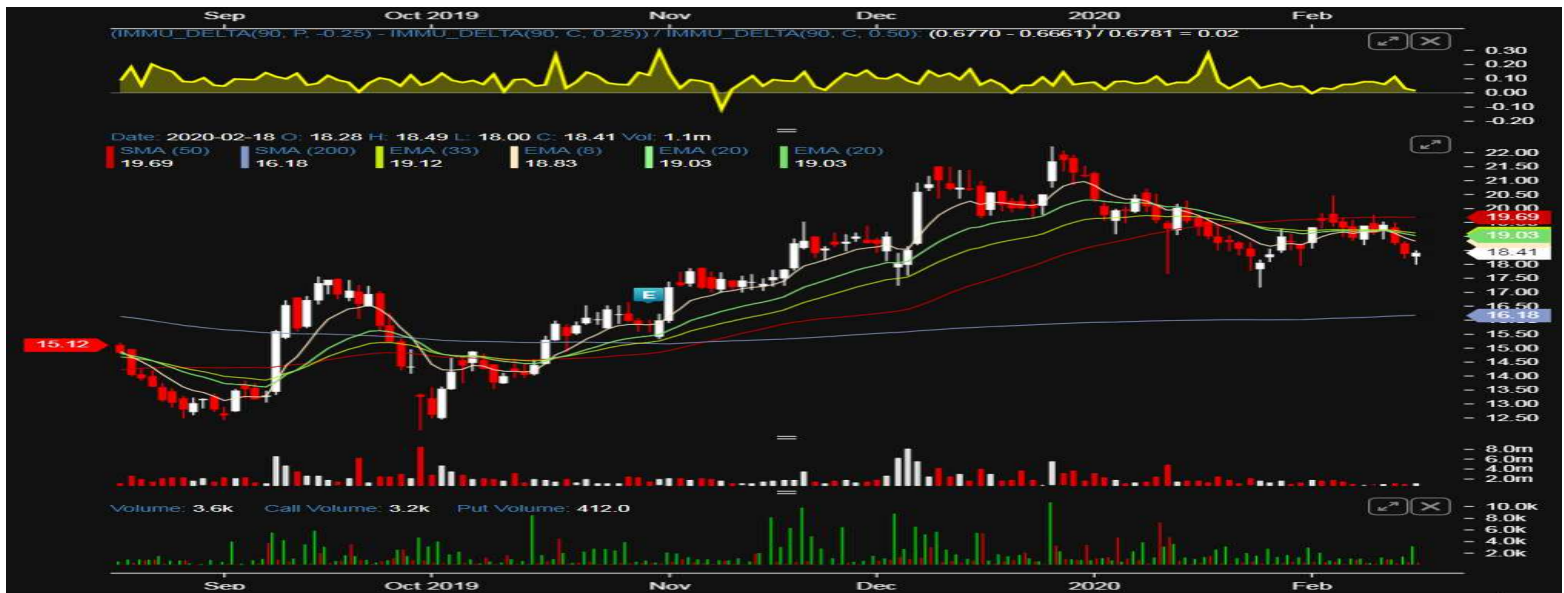 Sep Oct 2019 Nov Dec 2020 Feb
(IMMU_DELTA(90, P, -0.25) - IMMU_DELTA(90, C, 0.25)) / IMMU_DELTA(90, C, 0.50): (0.6770 - 0.6661) / 0.6781 = 0.02
0.30
0.20
0.10
0.00
-0.10
-0.20
Date: 2020-02-18 O: 18.28 H: 18.49 L: 18.00 C: 18.41 Vol: 1.1m
SMA (50) SMA (200) EMA (33) EMA (8) EMA (20) EMA (20)
19.69 16.18 19.12 18.83 19.03 19.03
22.00
21.50
21.00
20.50
20.00
19.69
19.03
18.41
18.00
17.50
17.00
E
16.50
16.18
15.50
15.12
15.00
14.50
14.00
13.50
13.00
12.50
8.0m
6.0m
4.0m
2.0m
Volume: 3.6k Call Volume: 3.2k Put Volume: 412.0
10.0k
8.0k
6.0k
4.0k
2.0k
Sep Oct 2019 Nov Dec 2020 Feb